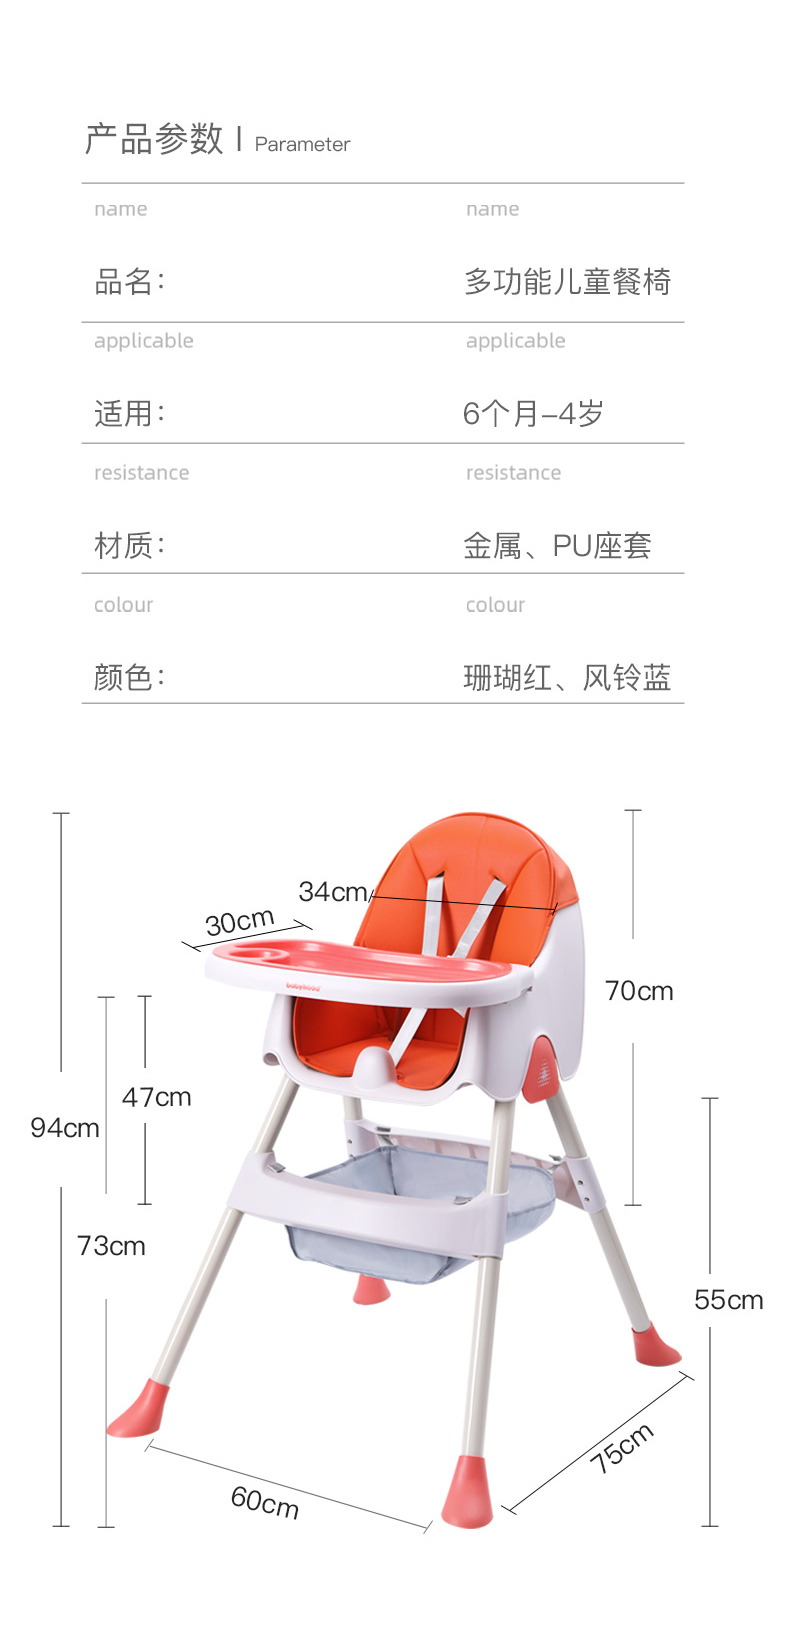 产品参数 | Parameter
name name
品名： 多功能儿童餐椅
applicable applicable
适用： 6个月-4岁
resistance resistance
材质： 金属、PU座套
colour colour
颜色： 珊瑚红、风铃蓝
34cm
30cm
babyhood
70cm
47cm
94cm
73cm
55cm
75cm
60cm